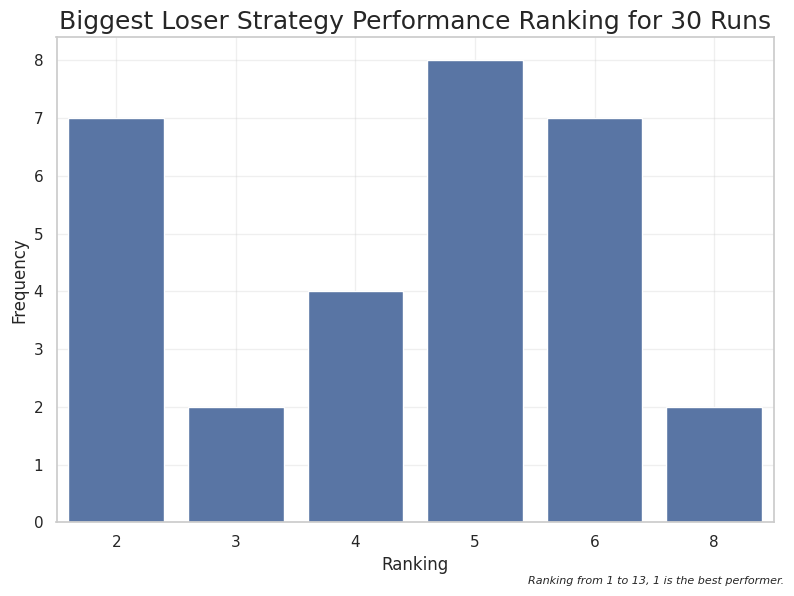 Biggest Loser Strategy Performance Ranking for 30 Runs
8
7
6
5
4
3
2
1
0
Frequency
2 3 4 5 6 8
Ranking
Ranking from 1 to 13, 1 is the best performer.